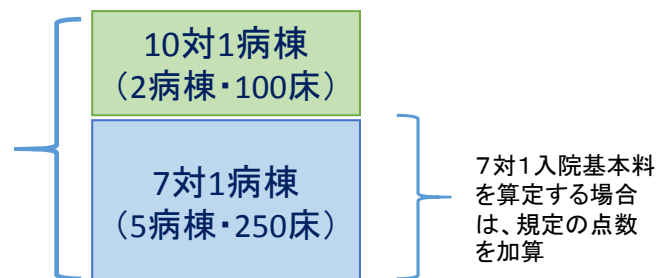 10対1病棟
（2病棟・100床）
7対1病棟
（5病棟・250床）
７対１入院基本料
を算定する場合
は、規定の点数
を加算